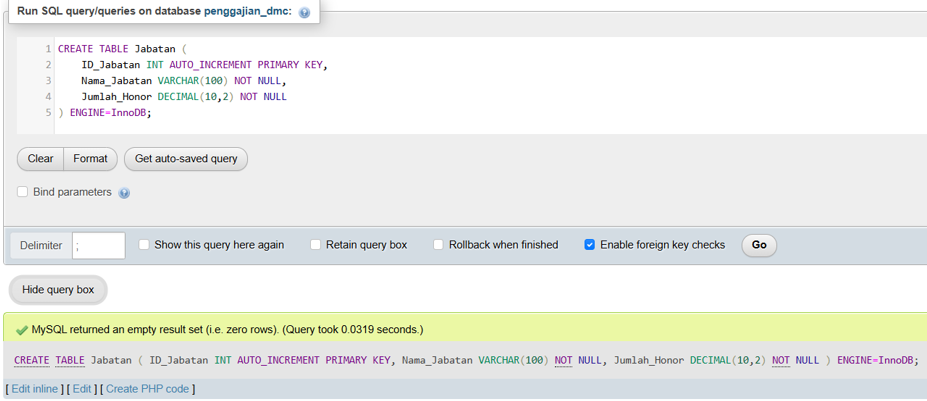 Run SQL query/queries on database penggajian_dmc:
1 CREATE TABLE Jabatan (
2 ID_Jabatan INT AUTO_INCREMENT PRIMARY KEY,
3 Nama_Jabatan VARCHAR(100) NOT NULL,
4 Jumlah_Honor DECIMAL(10,2) NOT NULL
5 ) ENGINE=InnoDB;
Clear Format Get auto-saved query
Bind parameters
Delimiter ; Show this query here again Retain query box Rollback when finished Enable foreign key checks Go
Hide query box
MySQL returned an empty result set (i.e. zero rows). (Query took 0.0319 seconds.)
CREATE TABLE Jabatan ( ID_Jabatan INT AUTO_INCREMENT PRIMARY KEY, Nama_Jabatan VARCHAR(100) NOT NULL, Jumlah_Honor DECIMAL(10,2) NOT NULL ) ENGINE=InnoDB;
[ Edit inline ] [ Edit ] [ Create PHP code ]